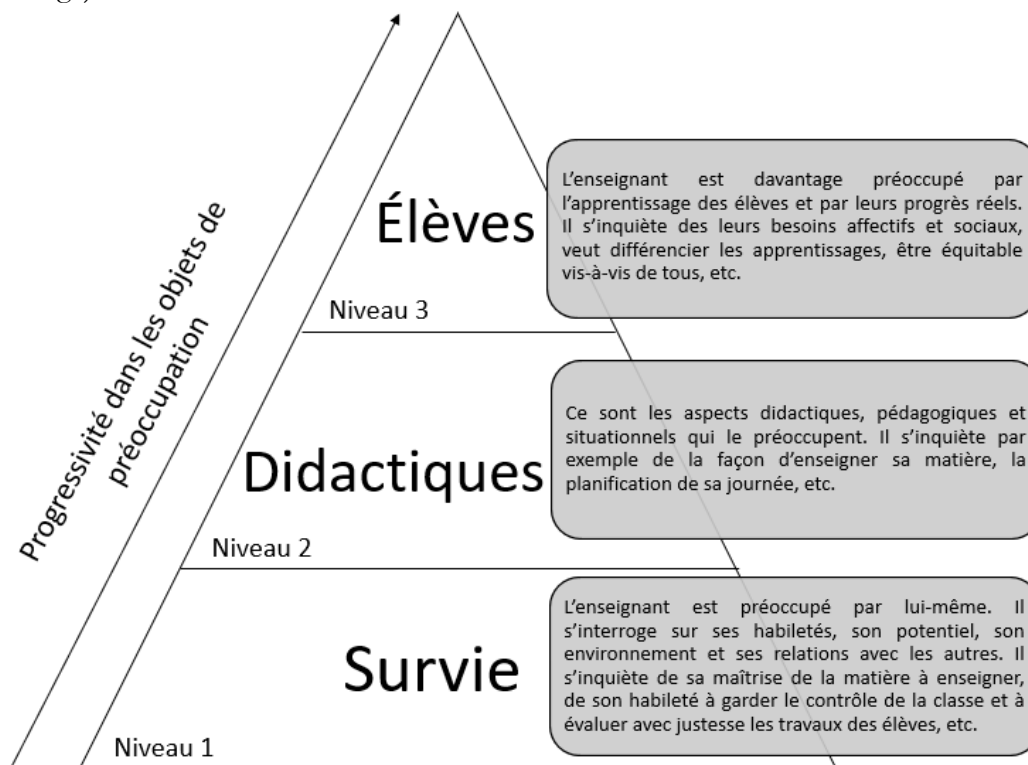 Progressivité dans les objets de
préoccupation
Élèves
Niveau 3
L’enseignant est davantage préoccupé par
l’apprentissage des élèves et par leurs progrès réels.
Il s’inquiète des leurs besoins affectifs et sociaux,
veut différencier les apprentissages, être équitable
vis-à-vis de tous, etc.
Didactiques
Niveau 2
Ce sont les aspects didactiques, pédagogiques et
situationnels qui le préoccupent. Il s’inquiète par
exemple de la façon d’enseigner sa matière, la
planification de sa journée, etc.
Survie
Niveau 1
L’enseignant est préoccupé par lui-même. Il
s’interroge sur ses habiletés, son potentiel, son
environnement et ses relations avec les autres. Il
s’inquiète de sa maîtrise de la matière à enseigner,
de son habileté à garder le contrôle de la classe et à
évaluer avec justesse les travaux des élèves, etc.